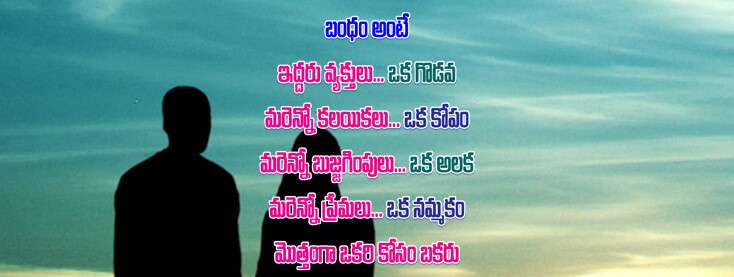 బంధం అంటే
ఇద్దరు వ్యక్తులు... ఒక గొడవ
మరెన్నో కలయికలు... ఒక కోపం
మరెన్నో బుజ్జగింపులు... ఒక అలక
మరెన్నో ప్రేమలు... ఒక నమ్మకం
మొత్తంగా ఒకరి కోసం ఒకరు